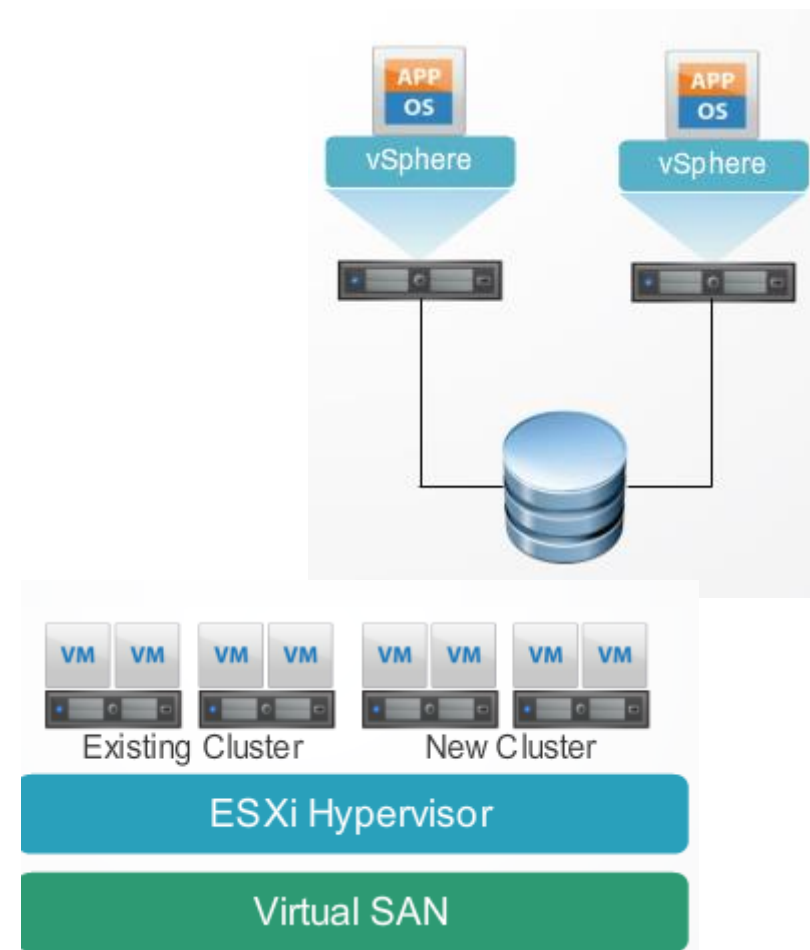 APP APP
OS OS
vSphere vSphere
VM VM VM VM VM VM VM VM
Existing Cluster New Cluster
ESXi Hypervisor
Virtual SAN